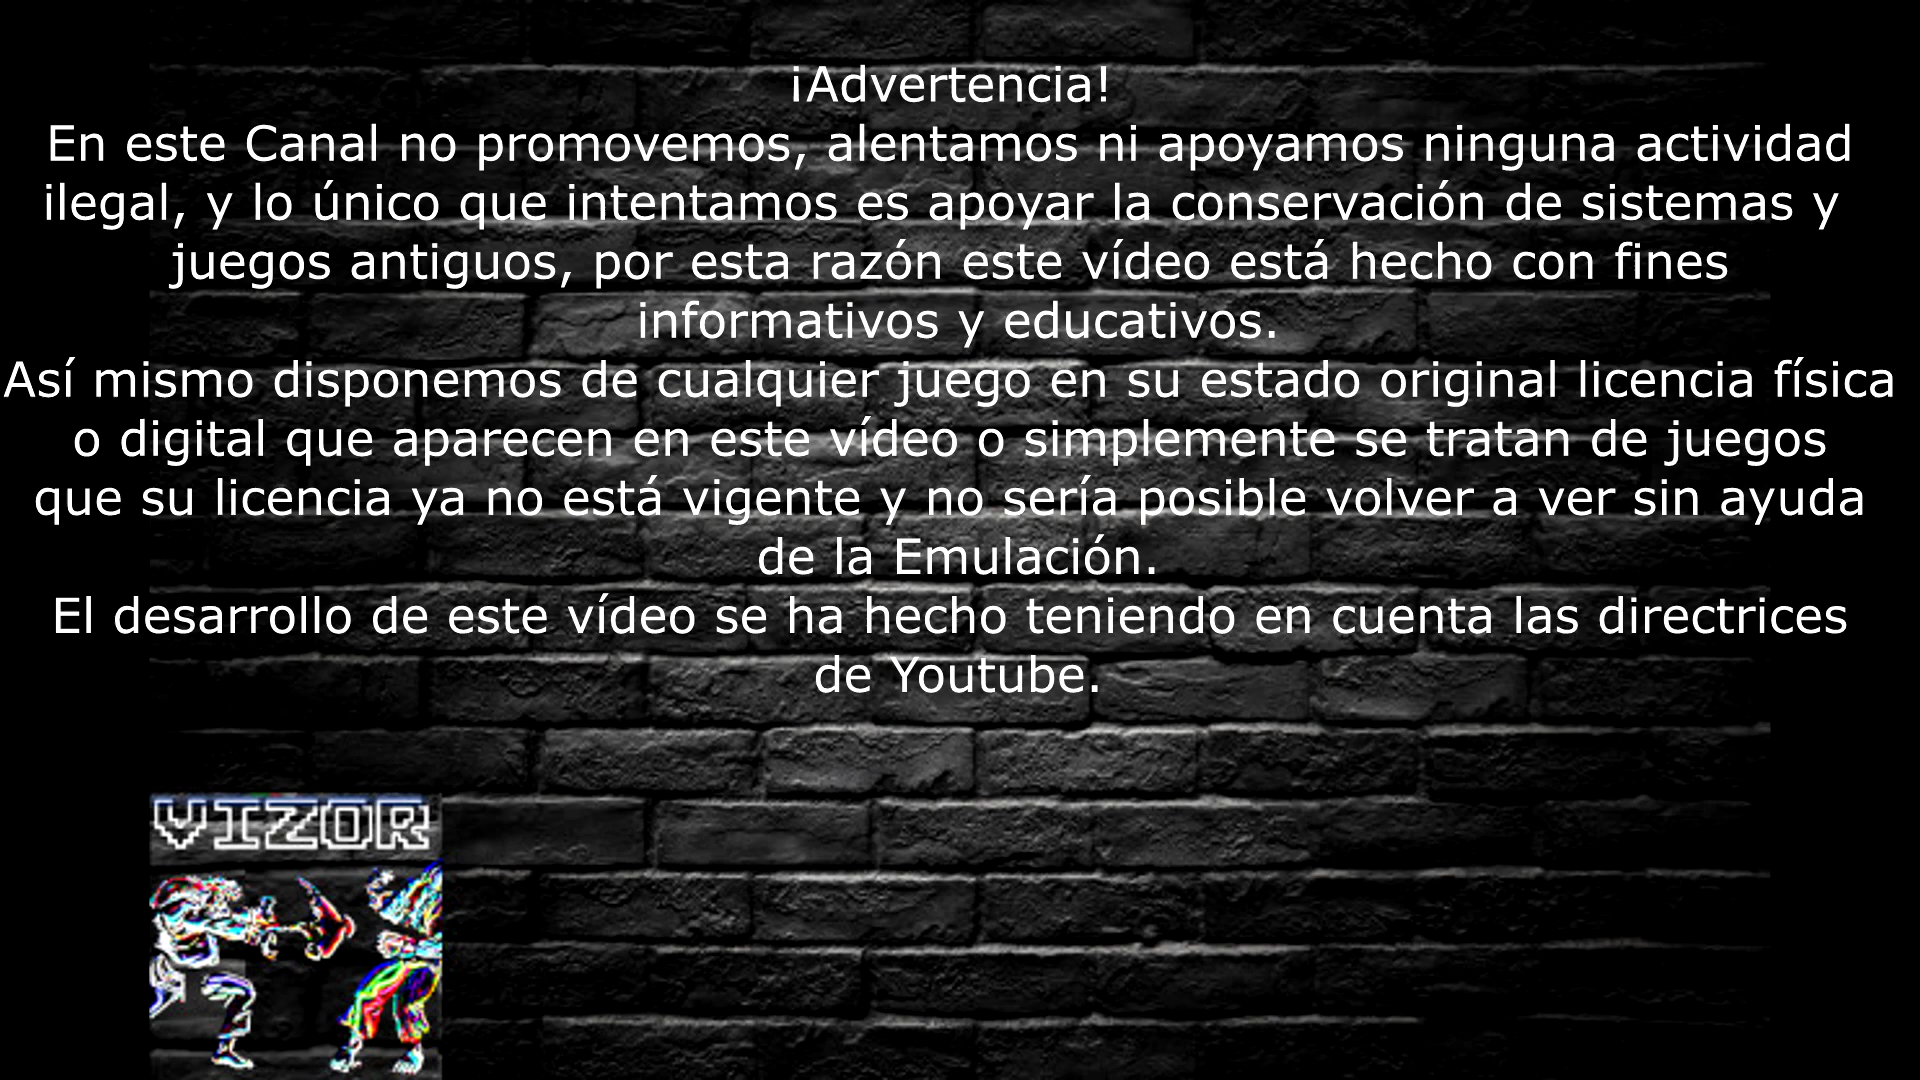 ¡Advertencia!
En este Canal no promovemos, alentamos ni apoyamos ninguna actividad
ilegal, y lo único que intentamos es apoyar la conservación de sistemas y
juegos antiguos, por esta razón este vídeo está hecho con fines
informativos y educativos.
Así mismo disponemos de cualquier juego en su estado original licencia física
o digital que aparecen en este vídeo o simplemente se tratan de juegos
que su licencia ya no está vigente y no sería posible volver a ver sin ayuda
de la Emulación.
El desarrollo de este vídeo se ha hecho teniendo en cuenta las directrices
de Youtube.
VIZOR